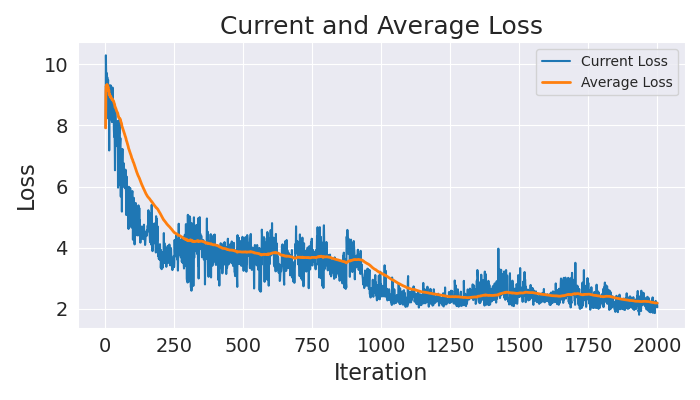 Current and Average Loss
Current Loss
Average Loss
Loss
10
8
6
4
2
0 250 500 750 1000 1250 1500 1750 2000
Iteration